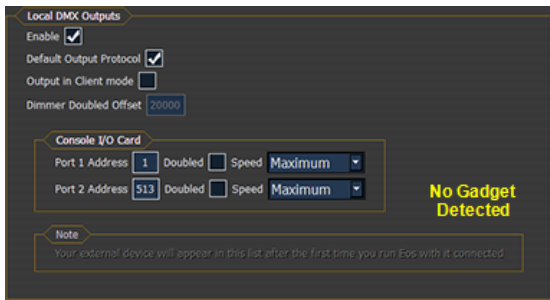 Local DMX Outputs
Enable
Default Output Protocol
Output in Client mode
Dimmer Doubled Offset 20000
Console I/O Card
Port 1 Address 1 Doubled Speed Maximum
Port 2 Address 513 Doubled Speed Maximum
No Gadget
Detected
Note
Your external device will appear in this list after the first time you run Eos with it connected